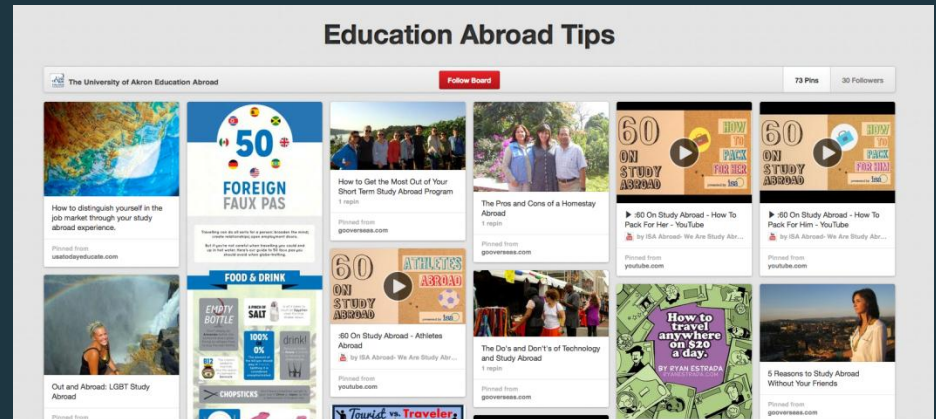 Education Abroad Tips
The University of Akron Education Abroad
Follow Board
73 Pins
30 Followers
How to distinguish yourself in the
job market through your study
abroad experience.
Pinned from
usatodayeducate.com
Out and Abroad: LGBT Study
Abroad
Pinned from
50
FOREIGN
FAUX PAS
FOOD & DRINK
EMPTY
BOTTLE
A PINCH OF
SALT
100%
0%
drink!
CHOPSTICKS
How to Get the Most Out of Your
Short Term Study Abroad Program
1 repin
Pinned from
gooverseas.com
60
ON
STUDY
ABROAD
ATHLETES
ABROAD
:60 On Study Abroad - Athletes
Abroad
by ISA Abroad- We Are Study Abr...
Pinned from
youtube.com
Tourist vs. Traveler
The Pros and Cons of a Homestay
Abroad
1 repin
Pinned from
gooverseas.com
The Do's and Don't's of Technology
and Study Abroad
1 repin
Pinned from
gooverseas.com
60
ON
STUDY
ABROAD
HOW
TO
PACK
FOR HER
▶ :60 On Study Abroad - How To
Pack For Her - YouTube
by ISA Abroad- We Are Study Abr...
Pinned from
youtube.com
How to
travel
anywhere
on $20
a day.
BY RYAN ESTRADA
RYANESTRADA.COM
60
ON
STUDY
ABROAD
HOW
TO
PACK
FOR HIM
▶ :60 On Study Abroad - How To
Pack For Him - YouTube
by ISA Abroad- We Are Study Abr...
Pinned from
youtube.com
5 Reasons to Study Abroad
Without Your Friends
Pinned from
gooverseas.com